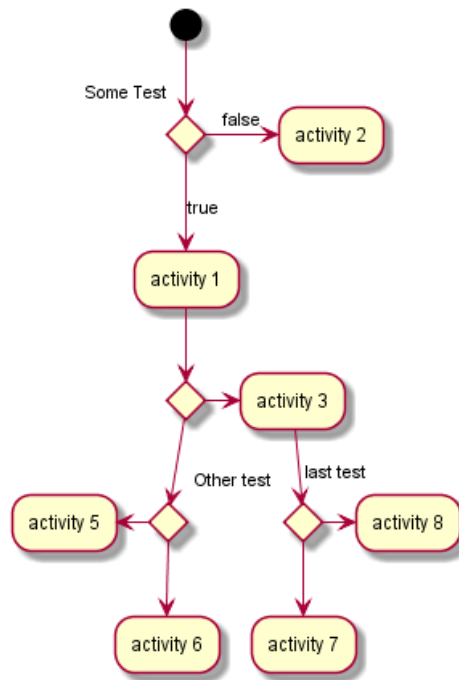 Some Test
false
activity 2
true
activity 1
activity 3
Other test
last test
activity 5
activity 8
activity 6
activity 7